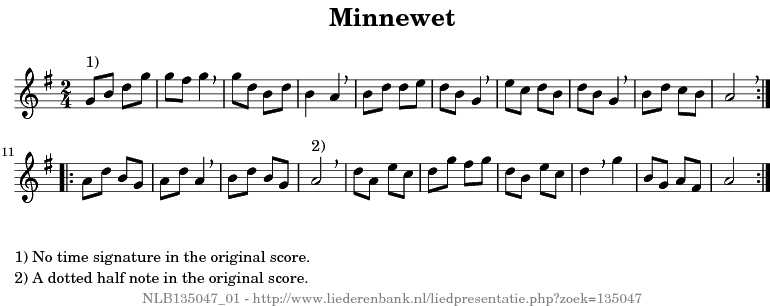 Minnewet
1)
2
4
11
2)
1) No time signature in the original score.
2) A dotted half note in the original score.
NLB135047_01 - http://www.liederenbank.nl/liedpresentatie.php?zoek=135047